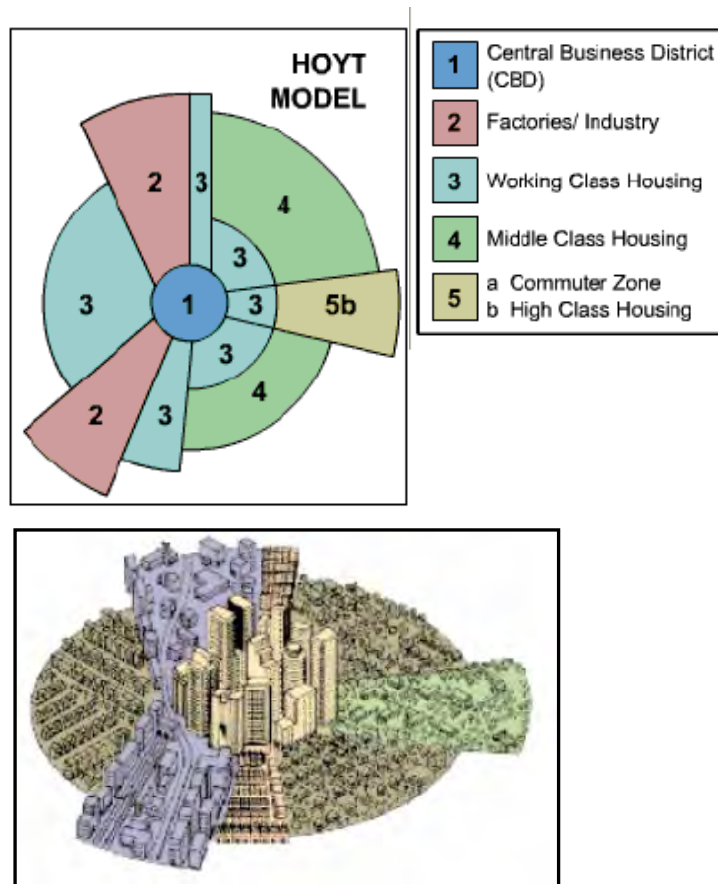 HOYT
MODEL
2
3
4
3
3
1
3
5b
3
4
2
3
1 Central Business District
(CBD)
2 Factories/ Industry
3 Working Class Housing
4 Middle Class Housing
5 a Commuter Zone
b High Class Housing